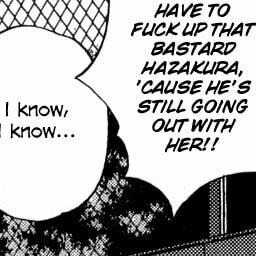 HAVE TO
FUCK UP THAT
BASTARD
HAZAKURA,
'CAUSE HE'S
STILL GOING
OUT WITH
HER!!
I know,
I know...